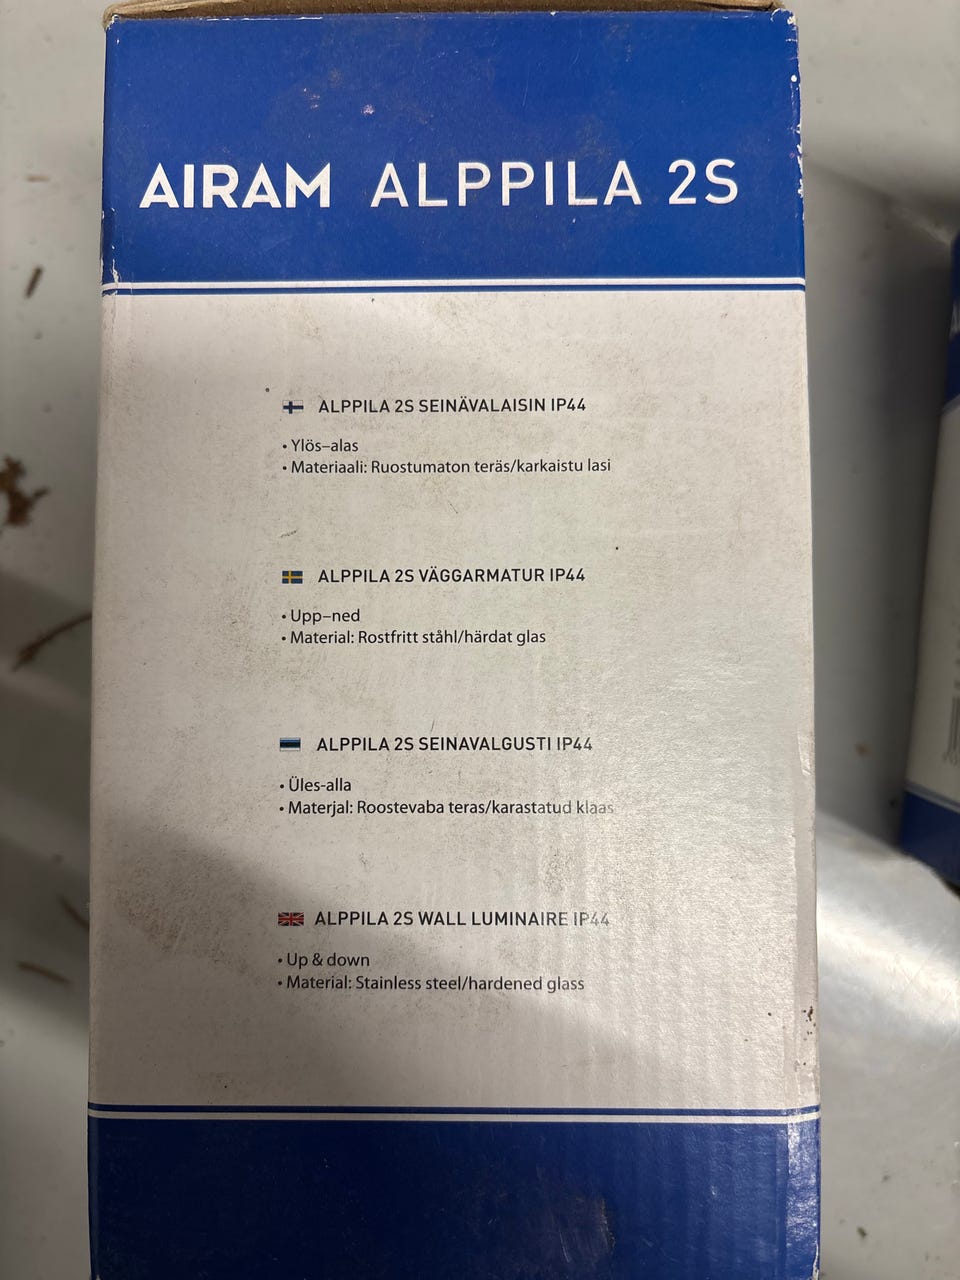 AIRAM ALPPILA 2S
ALPPILA 2S SEINÄVALAISIN IP44
• Ylös–alas
• Materiaali: Ruostumaton teräs/karkaistu lasi
ALPPILA 2S VÄGGARMATUR IP44
• Upp–ned
• Material: Rostfritt ståhl/härdat glas
ALPPILA 2S SEINAVALGUSTI IP44
• Üles-alla
• Materjal: Roostevaba teras/karastatud klaas
ALPPILA 2S WALL LUMINAIRE IP44
• Up & down
• Material: Stainless steel/hardened glass